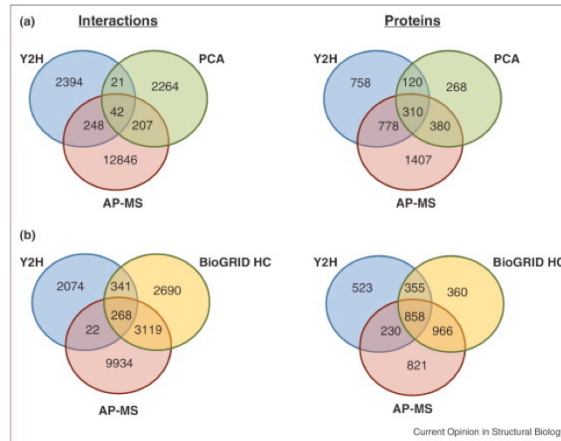 (a)
Interactions
Proteins
Y2H
PCA
2394
21
2264
42
248
207
12846
AP-MS
Y2H
PCA
758
120
268
310
778
380
1407
AP-MS
(b)
Y2H
BioGRID HC
2074
341
2690
268
22
3119
9934
AP-MS
Y2H
BioGRID HC
523
355
360
858
230
966
821
AP-MS
Current Opinion in Structural Biology